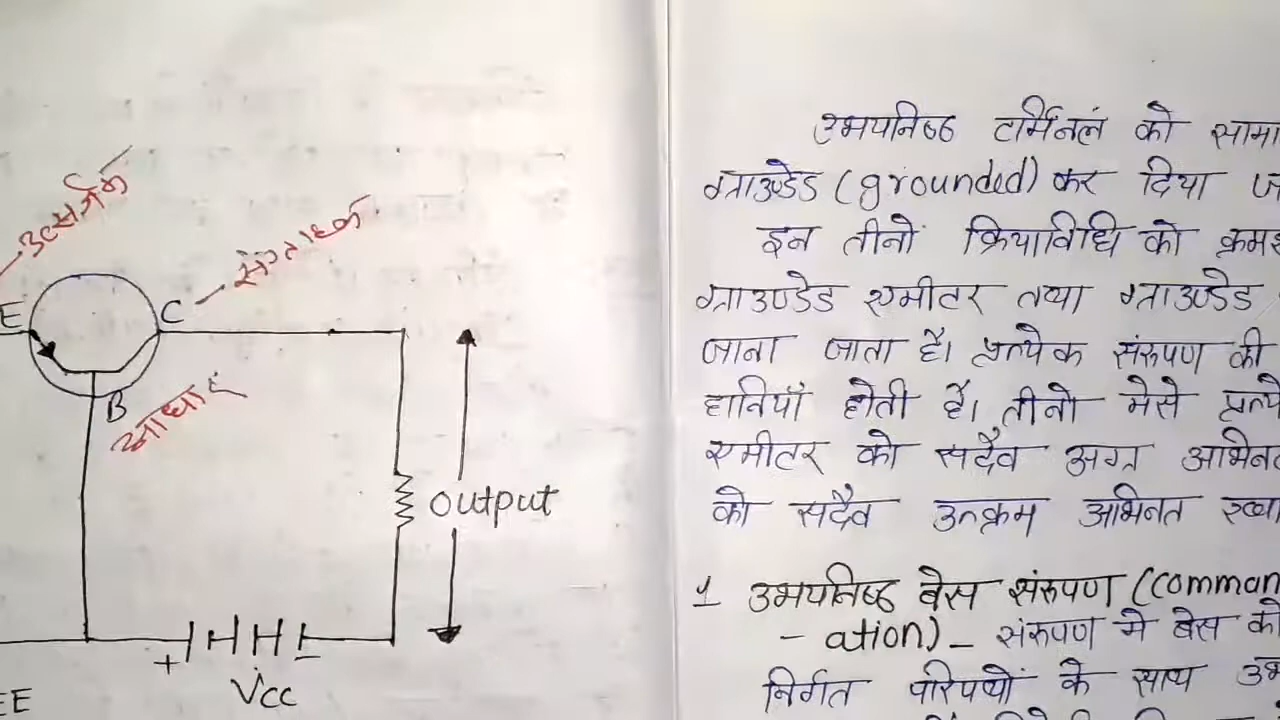 उत्सर्जक
संग्राहक
E
C
B
आधार
output
+
-
VCC
EE
उभयनिष्ठ टर्मिनलं को सामा
ग्राउण्डेड (grounded) कर दिया ज
इन तीनो क्रियाविधि को क्रमश
ग्राउण्डेड एमीटर तथा ग्राउण्डेड
जाना जाता है। प्रत्येक संरुपण की
हानियाँ होती है। तीनो मेसे प्रत्ये
एमीटर को सदैव अग्र अभिनत
को सदैव उत्क्रम अभिनत रखा
1 उभयनिष्ठ बेस संरुपण (comman
- ation) - संरुपण मे बेस को
निर्गत परिपथों के साथ उभ